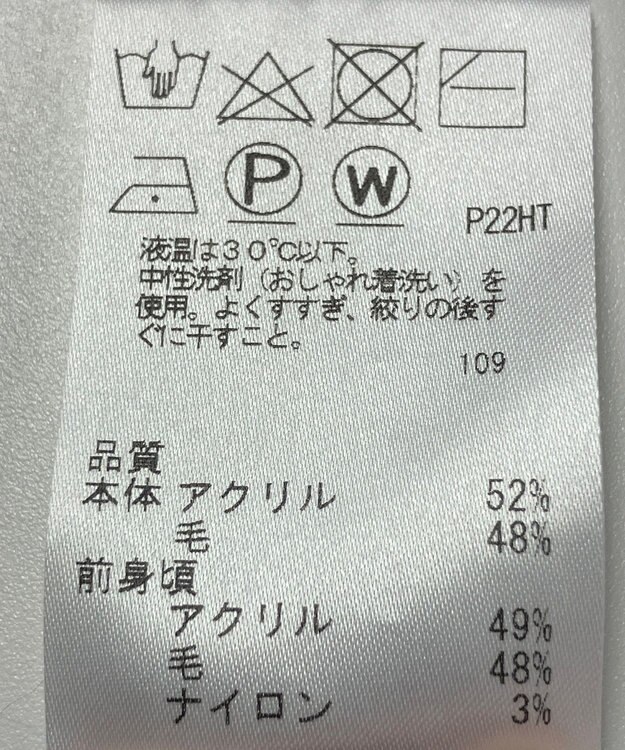 P W
P22HT
液温は30℃以下。
中性洗剤（おしゃれ着洗い）を
使用。よくすすぎ、絞りの後す
ぐに干すこと。
109
品質
本体 アクリル 52%
毛 48%
前身頃
アクリル 49%
毛 48%
ナイロン 3%